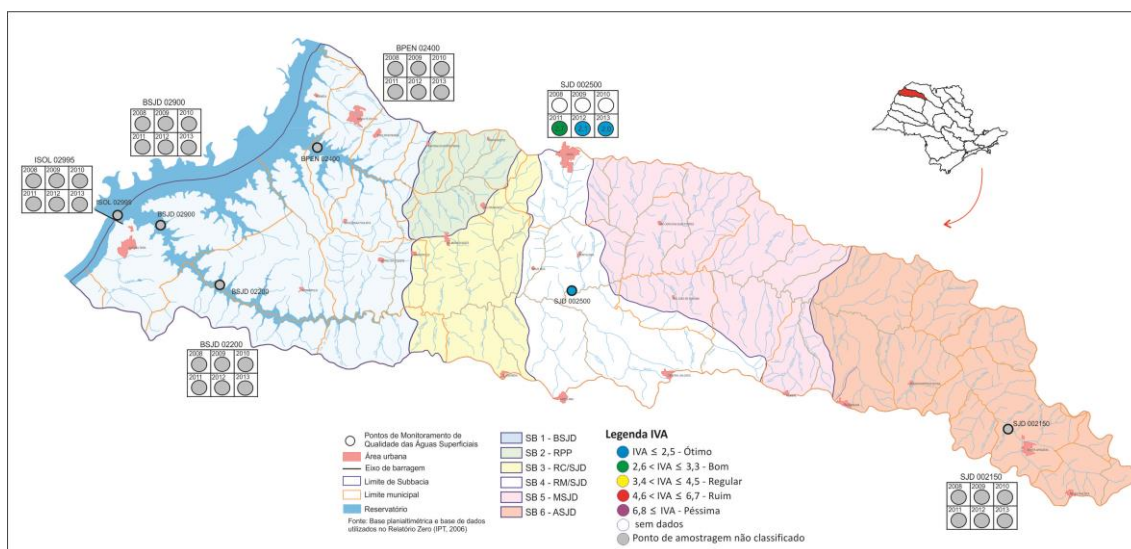 BPEN 02400
2008 2009 2010
2011 2012 2013
SJD 002500
2008 2009 2010
2011 2012 2013
BSJD 02900
2008 2009 2010
2011 2012 2013
ISOL 02995
2008 2009 2010
2011 2012 2013
BPEN 02400
ISOL 02995
BSJD 02900
BSJD 02200
SJD 002500
BSJD 02200
2008 2009 2010
2011 2012 2013
SJD 002150
SJD 002150
2008 2009 2010
2011 2012 2013
Pontos de Monitoramento de
Qualidade das Águas Superficiais
Área urbana
Eixo de barragem
Limite de Subbacia
Limite municipal
Reservatório
Fonte: Base planialtimétrica e base de dados
utilizados no Relatório Zero (IPT, 2006)
SB 1 - BSJD
SB 2 - RPP
SB 3 - RC/SJD
SB 4 - RM/SJD
SB 5 - MSJD
SB 6 - ASJD
Legenda IVA
IVA ≤ 2,5 - Ótimo
2,6 < IVA ≤ 3,3 - Bom
3,4 < IVA ≤ 4,5 - Regular
4,6 < IVA ≤ 6,7 - Ruim
6,8 ≤ IVA - Péssima
sem dados
Ponto de amostragem não classificado